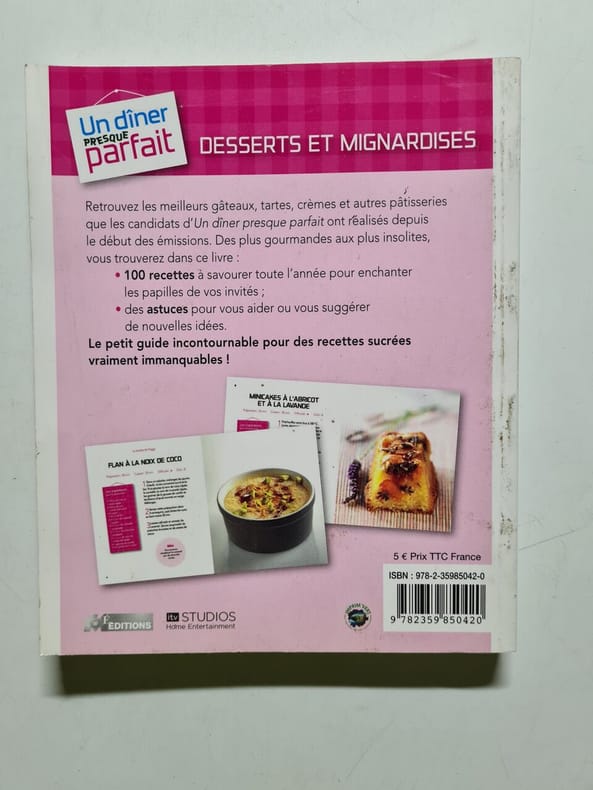 Un dîner
PRESQUE
parfait
DESSERTS ET MIGNARDISES
Retrouvez les meilleurs gâteaux, tartes, crèmes et autres pâtisseries
que les candidats d'Un dîner presque parfait ont réalisés depuis
le début des émissions. Des plus gourmandes aux plus insolites,
vous trouverez dans ce livre :
• 100 recettes à savourer toute l'année pour enchanter
les papilles de vos invités ;
• des astuces pour vous aider ou vous suggérer
de nouvelles idées.
Le petit guide incontournable pour des recettes sucrées
vraiment immanquables !
MINICAKES À L'ABRICOT
ET À LA LAVANDE
FLAN À LA NOIX DE COCO
5 € Prix TTC France
ISBN : 978-2-35985042-0
9 782359 850420
EDITIONS
itv STUDIOS
Home Entertainment
IMPRIM'VERT